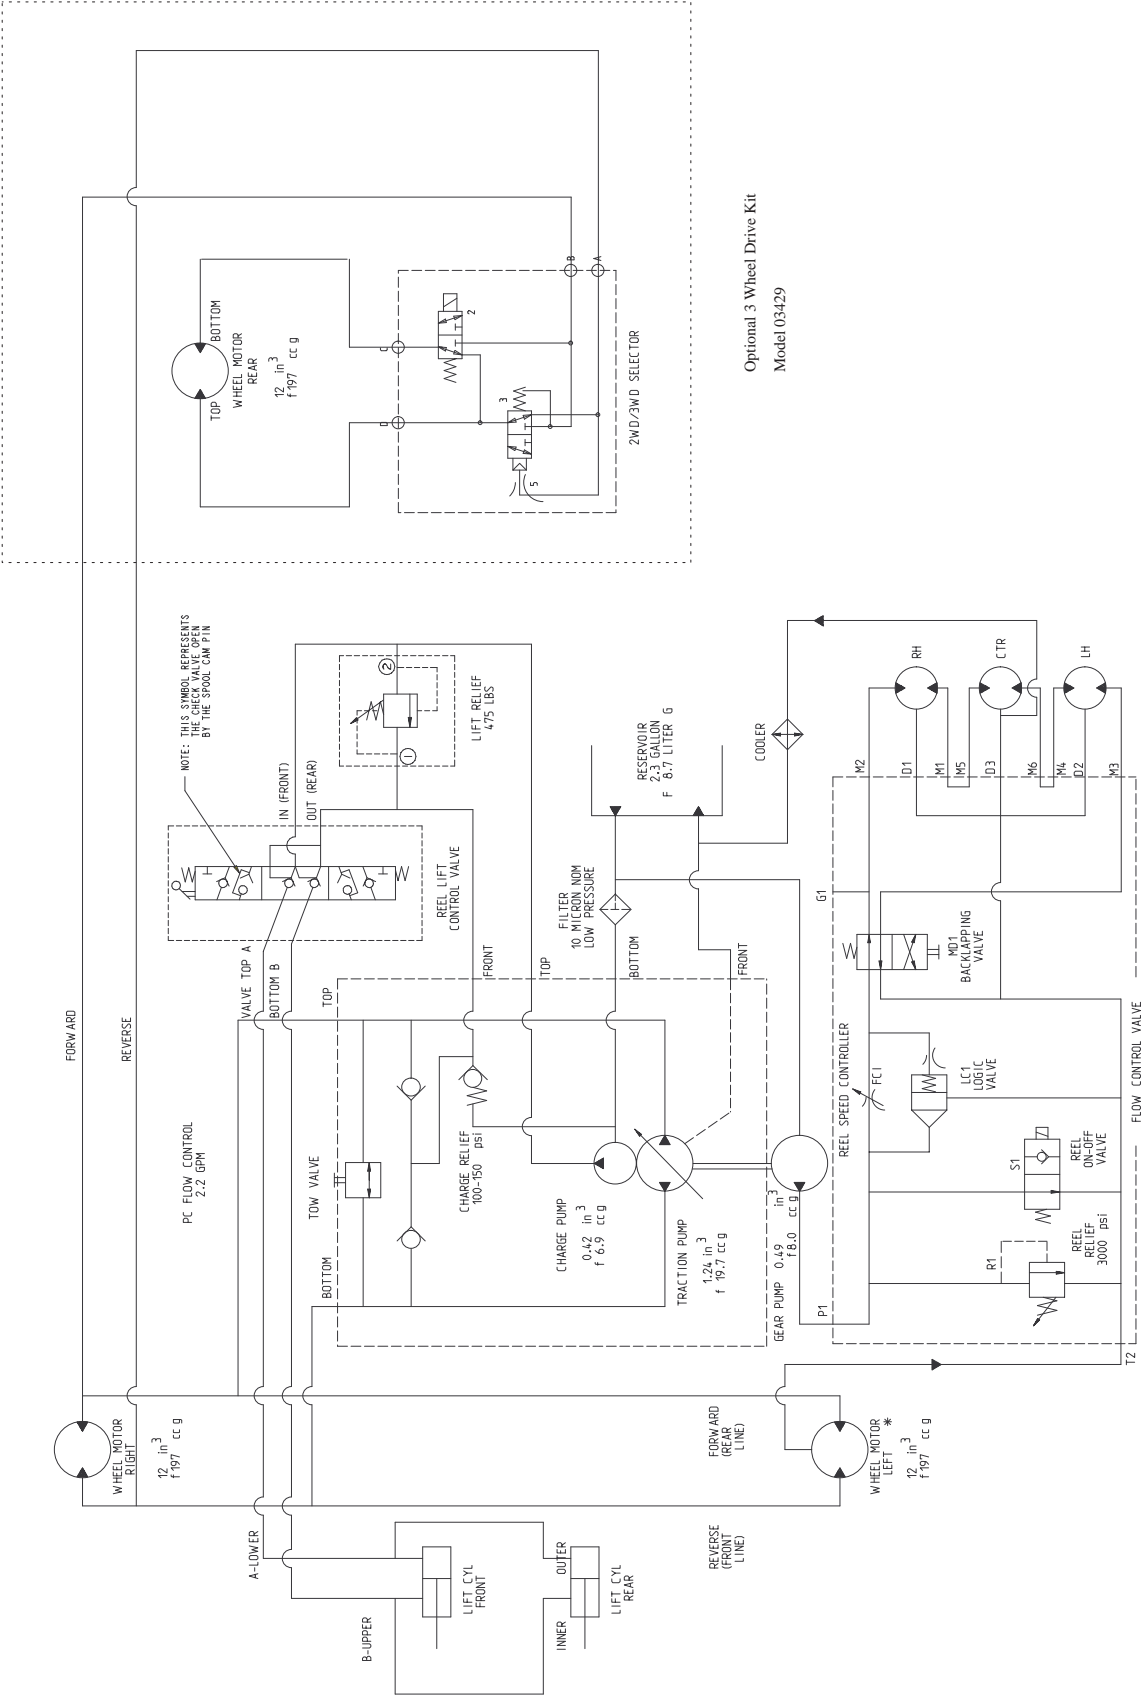 FORWARD
REVERSE
TOP
BOTTOM
WHEEL MOTOR
REAR
12 in3
f 197 cc g
D
C
B
A
2
3
5
2WD/3WD SELECTOR
Optional 3 Wheel Drive Kit
Model 03429
NOTE: THIS SYMBOL REPRESENTS
THE CHECK VALVE OPEN
BY THE SPOOL CAM PIN
IN (FRONT)
OUT (REAR)
REEL LIFT
CONTROL VALVE
1
2
LIFT RELIEF
475 LBS
VALVE TOP A
BOTTOM B
TOP
FRONT
TOP
BOTTOM
FRONT
FILTER
10 MICRON NOM
LOW PRESSURE
RESERVOIR
2.3 GALLON
F 8.7 LITER G
COOLER
PC FLOW CONTROL
2.2 GPM
TOW VALVE
BOTTOM
CHARGE RELIEF
100-150 psi
CHARGE PUMP
0.42 in3
f 6.9 cc g
TRACTION PUMP
1.24 in3
f 19.7 cc g
GEAR PUMP 0.49 in3
f 8.0 cc g
P1
G1
M2
D1
M1
M5
D3
M6
M4
D2
M3
RH
CTR
LH
MD1
BACKLAPPING
VALVE
REEL SPEED CONTROLLER
FC1
LC1
LOGIC
VALVE
S1
REEL
ON-OFF
VALVE
R1
REEL
RELIEF
3000 psi
FLOW CONTROL VALVE
T2
WHEEL MOTOR
RIGHT
12 in3
f 197 cc g
FORWARD
(REAR
LINE)
WHEEL MOTOR *
LEFT
12 in3
f 197 cc g
REVERSE
(FRONT
LINE)
A-LOWER
B-UPPER
LIFT CYL
FRONT
INNER
OUTER
LIFT CYL
REAR